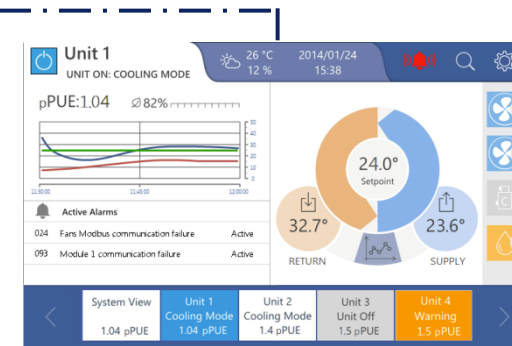 Unit 1
UNIT ON: COOLING MODE
26 °C
12 %
2014/01/24
15:38
pPUE:1.04
Ø 82%
50
40
30
20
10
0
11:30:00
11:45:00
12:00:00
Active Alarms
024 Fans Modbus communication failure Active
093 Module 1 communication failure Active
24.0°
Setpoint
32.7°
RETURN
23.6°
SUPPLY
C
System View
1.04 pPUE
Unit 1
Cooling Mode
1.04 pPUE
Unit 2
Cooling Mode
1.4 pPUE
Unit 3
Unit Off
1.5 pPUE
Unit 4
Warning
1.5 pPUE